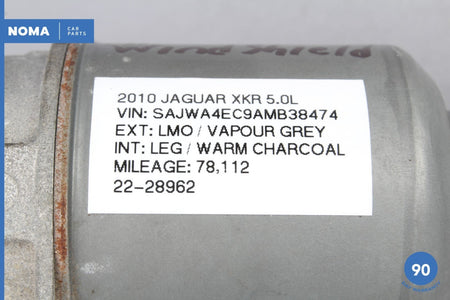 NOMA
CAR
PARTS
2010 JAGUAR XKR 5.0L
VIN: SAJWA4EC9AMB38474
EXT: LMO / VAPOUR GREY
INT: LEG / WARM CHARCOAL
MILEAGE: 78,112
22-28962
90